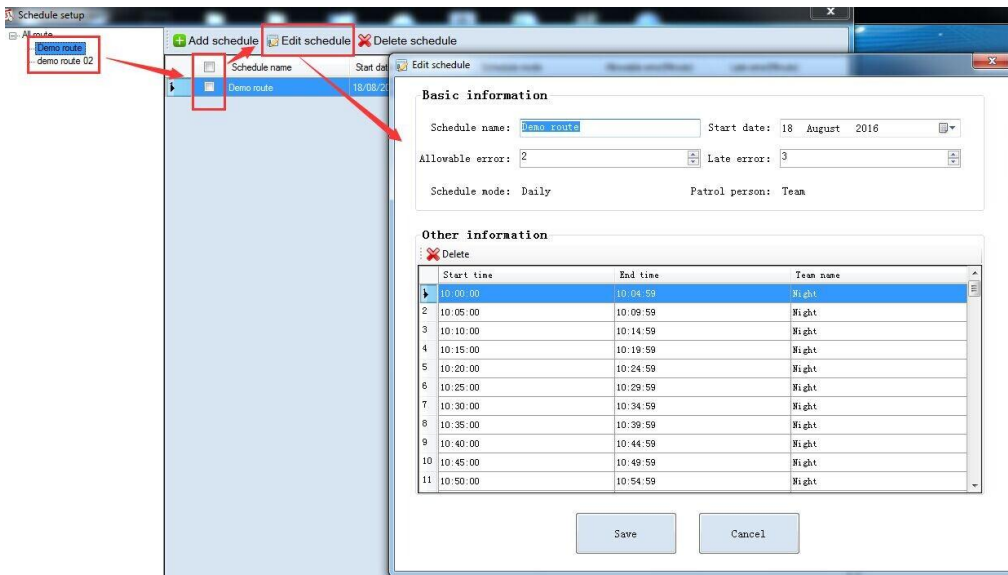 Schedule setup
x
All route
Demo route
demo route 02
Add schedule Edit schedule Delete schedule
Schedule name Start dat
Demo route 18/08/20
Edit schedule
x
Basic information
Schedule name: Demo route Start date: 18 August 2016
Allowable error: 2 Late error: 3
Schedule mode: Daily Patrol person: Team
Other information
Delete
Start time End time Team name
10:00:00 10:04:59 Night
2 10:05:00 10:09:59 Night
3 10:10:00 10:14:59 Night
4 10:15:00 10:19:59 Night
5 10:20:00 10:24:59 Night
6 10:25:00 10:29:59 Night
7 10:30:00 10:34:59 Night
8 10:35:00 10:39:59 Night
9 10:40:00 10:44:59 Night
10 10:45:00 10:49:59 Night
11 10:50:00 10:54:59 Night
Save Cancel